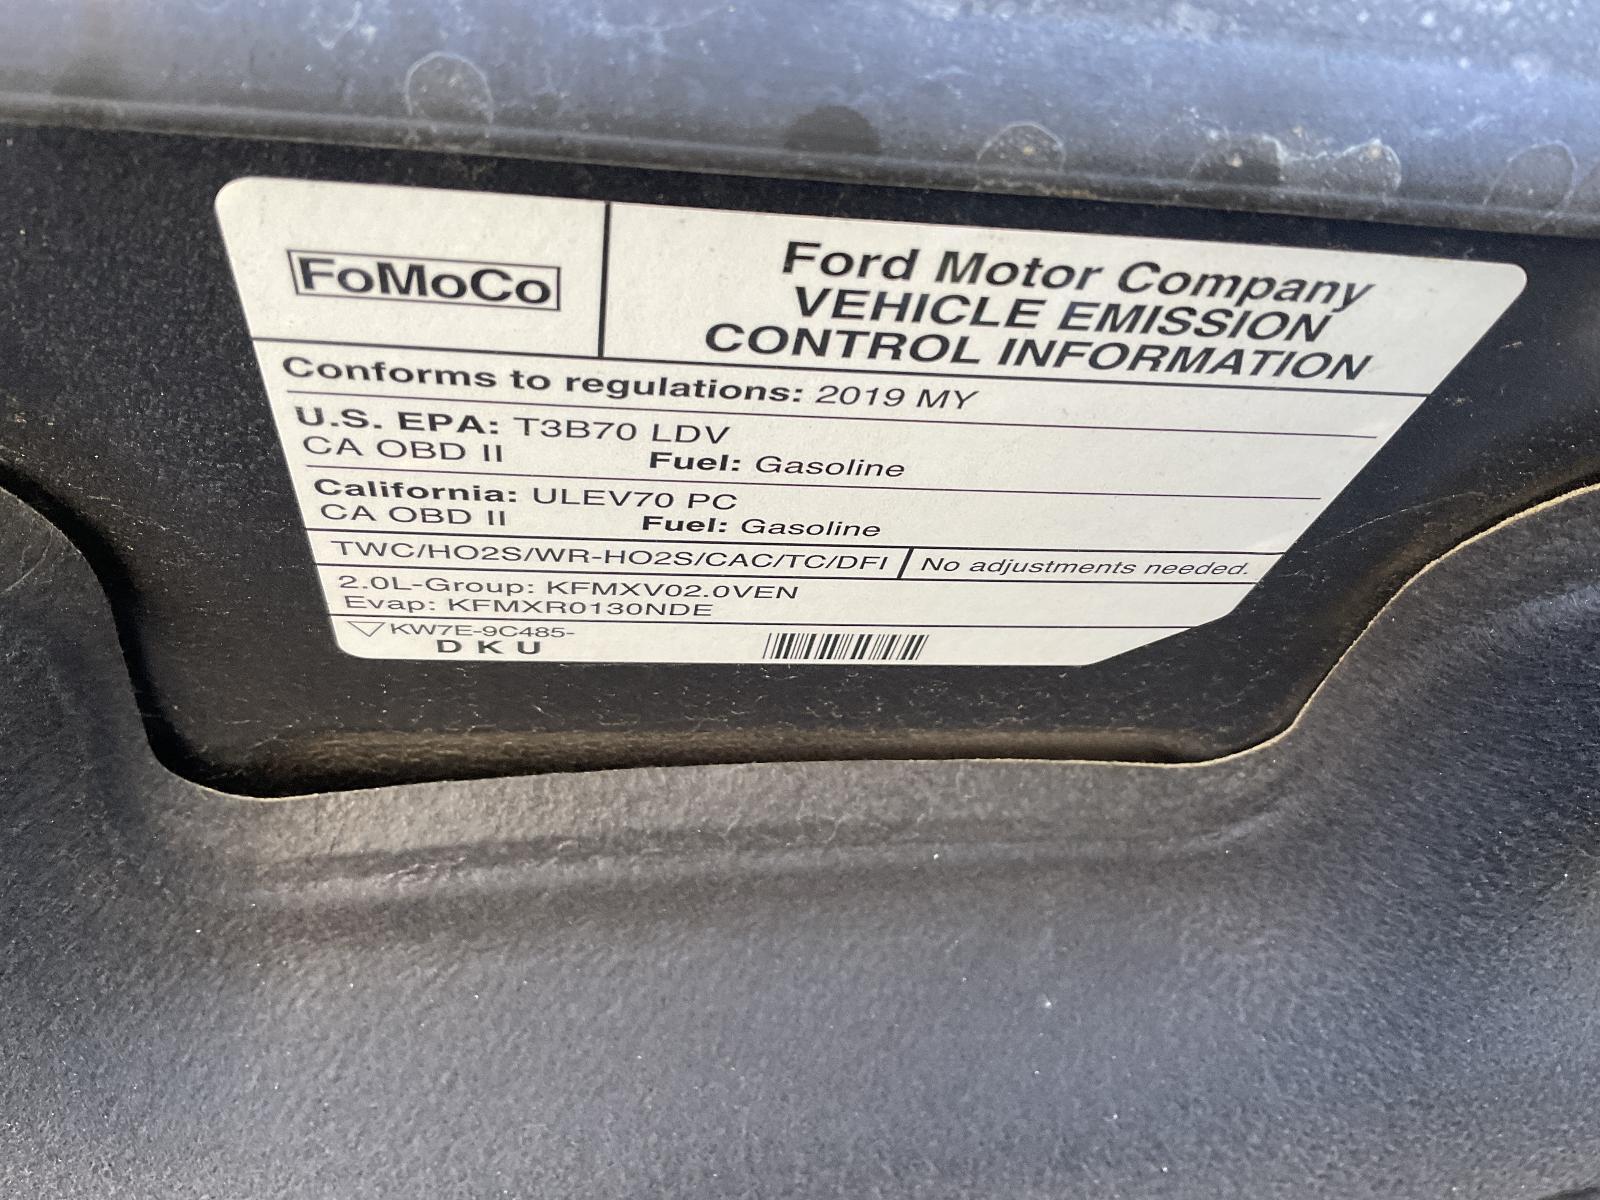 FoMoCo
Ford Motor Company
VEHICLE EMISSION
CONTROL INFORMATION
Conforms to regulations: 2019 MY
U.S. EPA: T3B70 LDV
CA OBD II Fuel: Gasoline
California: ULEV70 PC
CA OBD II Fuel: Gasoline
TWC/HO2S/WR-HO2S/CAC/TC/DFI No adjustments needed.
2.0L-Group: KFMXV02.0VEN
Evap: KFMXR0130NDE
KW7E-9C485-
D K U